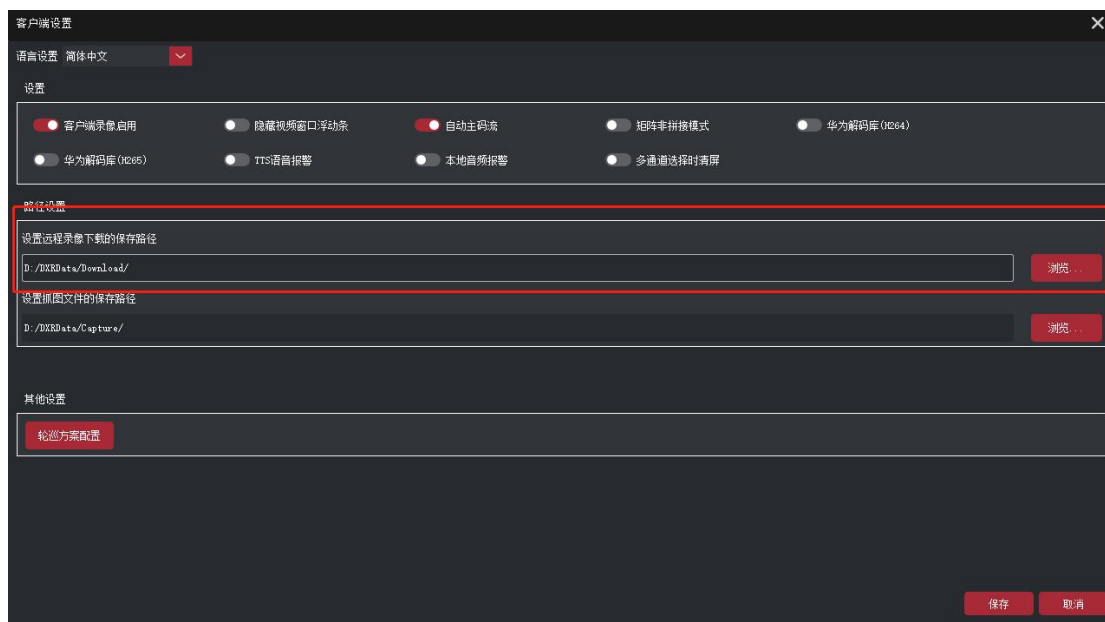 客户端设置
语言设置 简体中文
设置
客户端录像启用 隐藏视频窗口浮动条 自动主码流 矩阵非拼接模式 华为解码库(H264)
华为解码库(H265) TTS语音报警 本地音频报警 多通道选择时清屏
路径设置
设置远程录像下载的保存路径
D:/DXRData/Download/ 浏览...
设置抓图文件的保存路径
D:/DXRData/Capture/ 浏览...
其他设置
轮巡方案配置
保存 取消